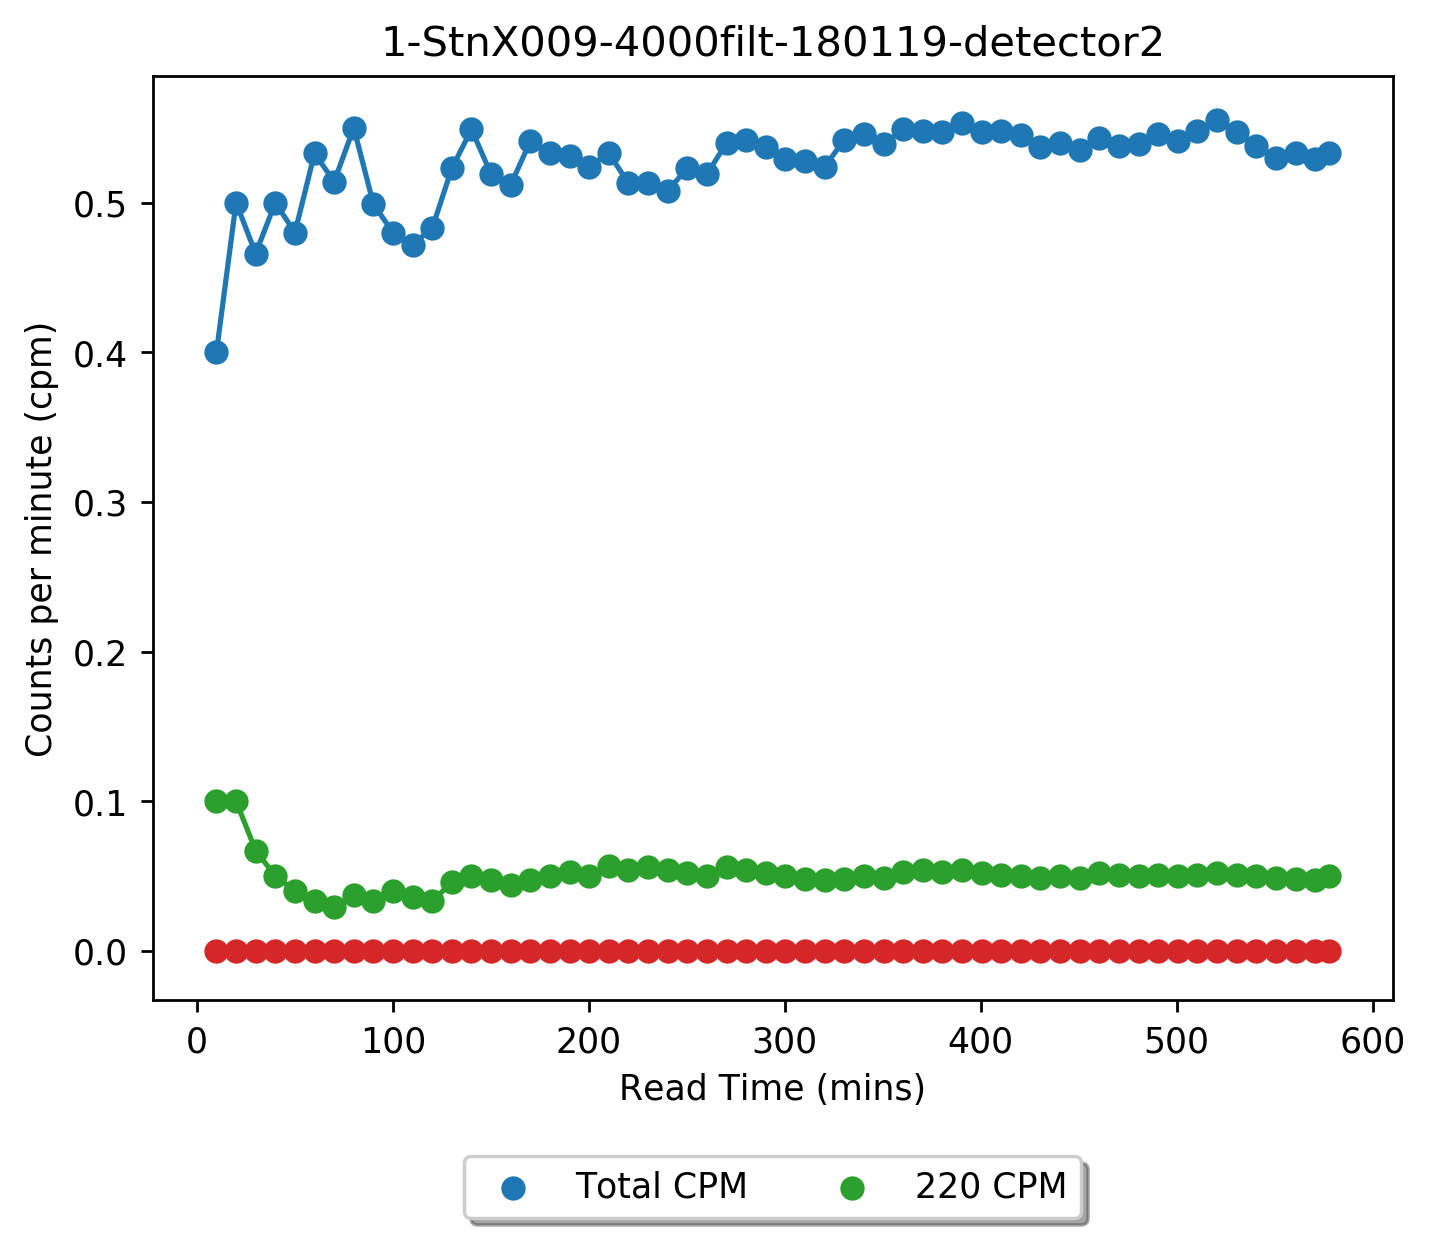 1-StnX009-4000filt-180119-detector2
Counts per minute (cpm)
0.5
0.4
0.3
0.2
0.1
0.0
0 100 200 300 400 500 600
Read Time (mins)
Total CPM 220 CPM